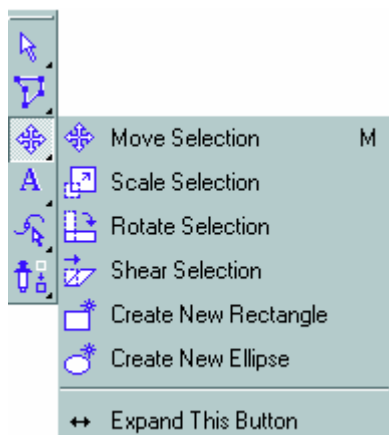 Move Selection M
Scale Selection
A
Rotate Selection
Shear Selection
Create New Rectangle
Create New Ellipse
Expand This Button